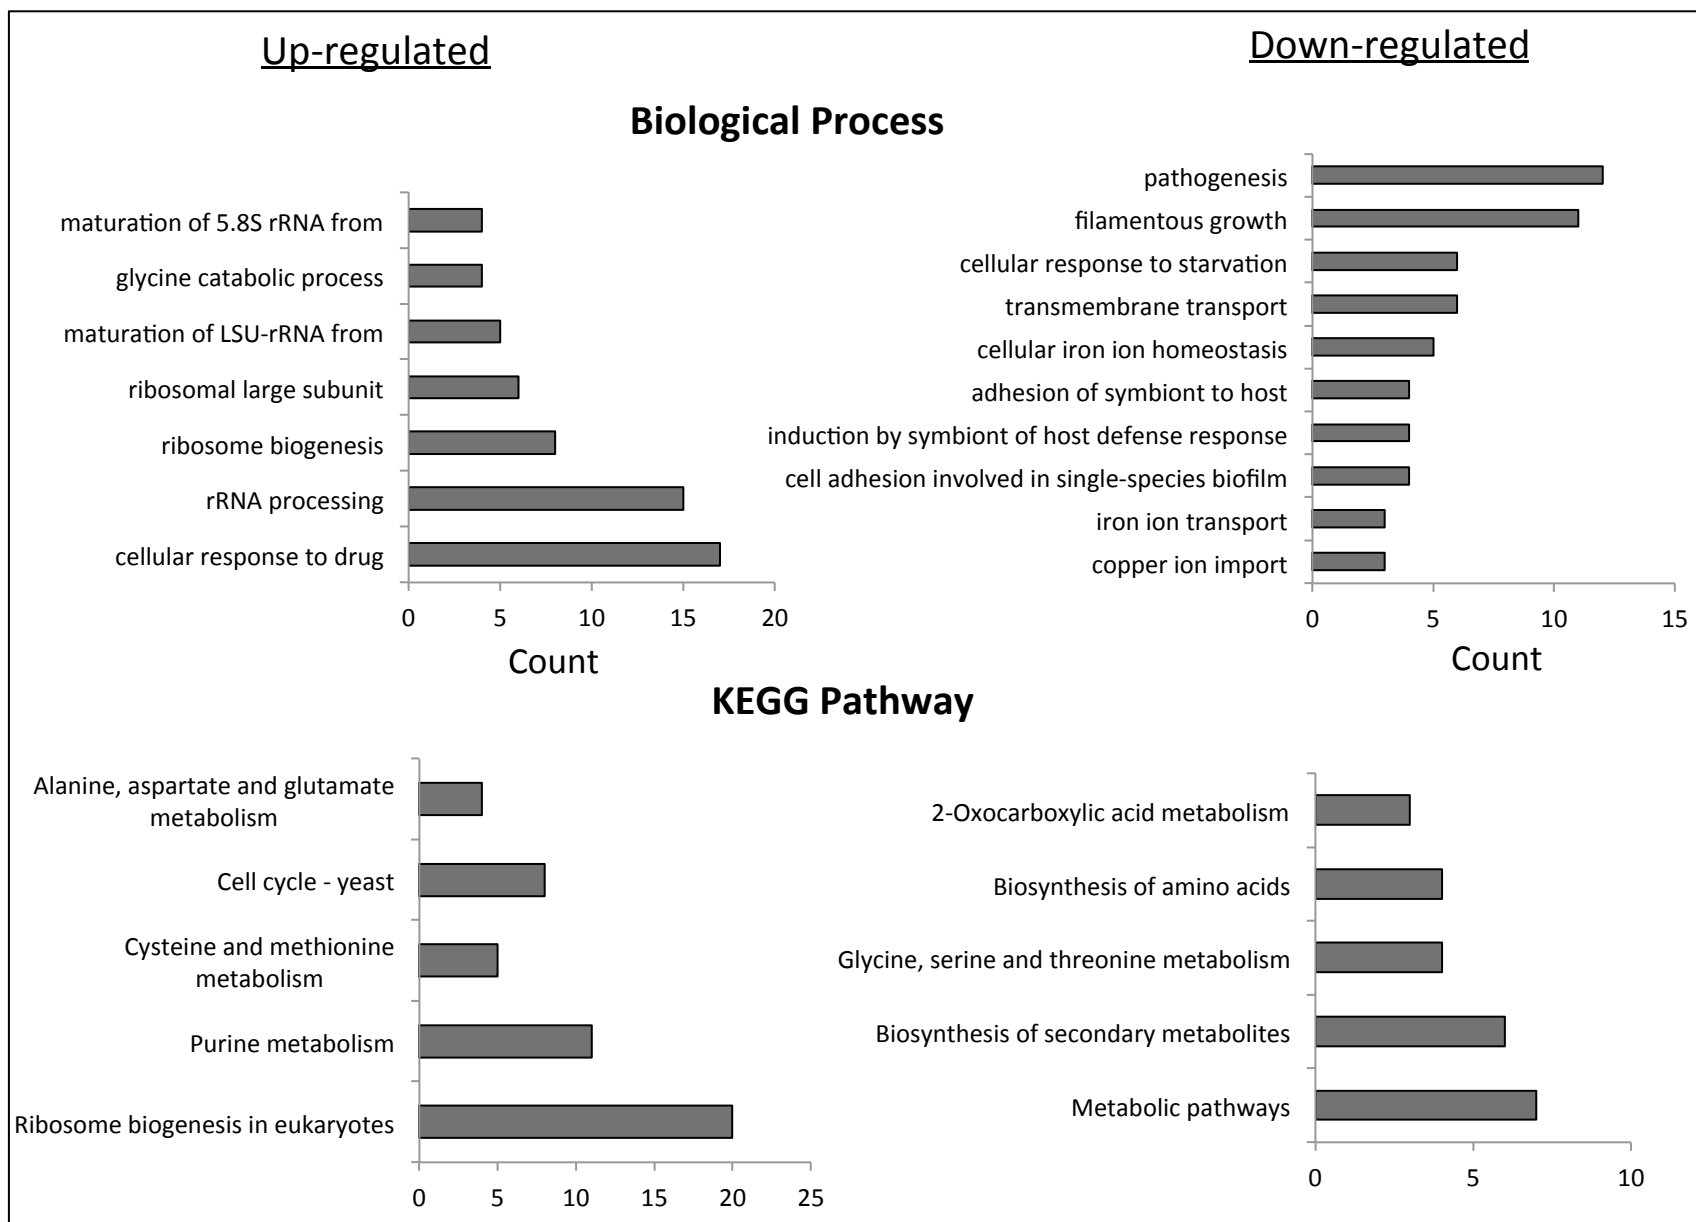 Up-regulated
Down-regulated
Biological Process
maturation of 5.8S rRNA from
glycine catabolic process
maturation of LSU-rRNA from
ribosomal large subunit
ribosome biogenesis
rRNA processing
cellular response to drug
0 5 10 15 20
Count
pathogenesis
filamentous growth
cellular response to starvation
transmembrane transport
cellular iron ion homeostasis
adhesion of symbiont to host
induction by symbiont of host defense response
cell adhesion involved in single-species biofilm
iron ion transport
copper ion import
0 5 10 15
Count
KEGG Pathway
Alanine, aspartate and glutamate
metabolism
Cell cycle - yeast
Cysteine and methionine
metabolism
Purine metabolism
Ribosome biogenesis in eukaryotes
0 5 10 15 20 25
2-Oxocarboxylic acid metabolism
Biosynthesis of amino acids
Glycine, serine and threonine metabolism
Biosynthesis of secondary metabolites
Metabolic pathways
0 5 10